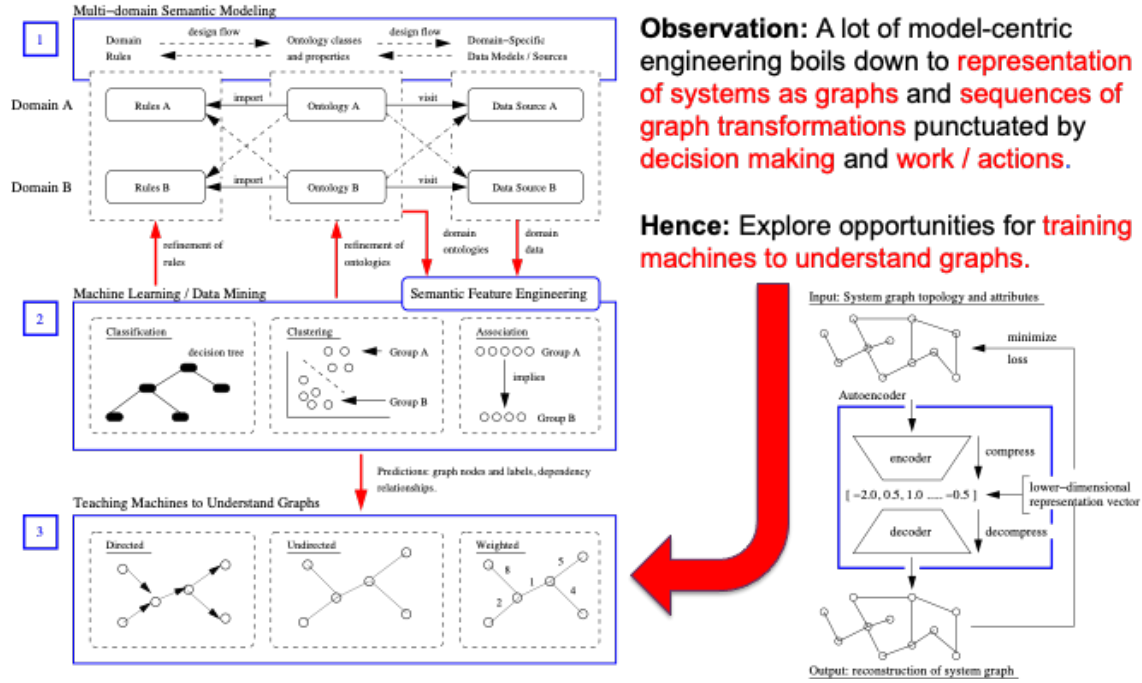 Multi-domain Semantic Modeling
1
Domain
Rules
design flow
Ontology classes
and properties
design flow
Domain-Specific
Data Models / Sources
Domain A
Rules A
import
Ontology A
visit
Data Source A
Domain B
Rules B
import
Ontology B
visit
Data Source B
refinement of
rules
refinement of
ontologies
domain
ontologies
domain
data
Machine Learning / Data Mining
Semantic Feature Engineering
2
Classification
decision tree
Clustering
Group A
Group B
Association
Group A
implies
Group B
Predictions: graph nodes and labels, dependency
relationships.
Teaching Machines to Understand Graphs
3
Directed
Undirected
Weighted
8
5
1
2
4
Observation: A lot of model-centric
engineering boils down to representation
of systems as graphs and sequences of
graph transformations punctuated by
decision making and work / actions.
Hence: Explore opportunities for training
machines to understand graphs.
Input: System graph topology and attributes
minimize
loss
Autoencoder
encoder
compress
[ -2.0, 0.5, 1.0 ..... -0.5 ]
lower-dimensional
representation vector
decoder
decompress
Output: reconstruction of system graph